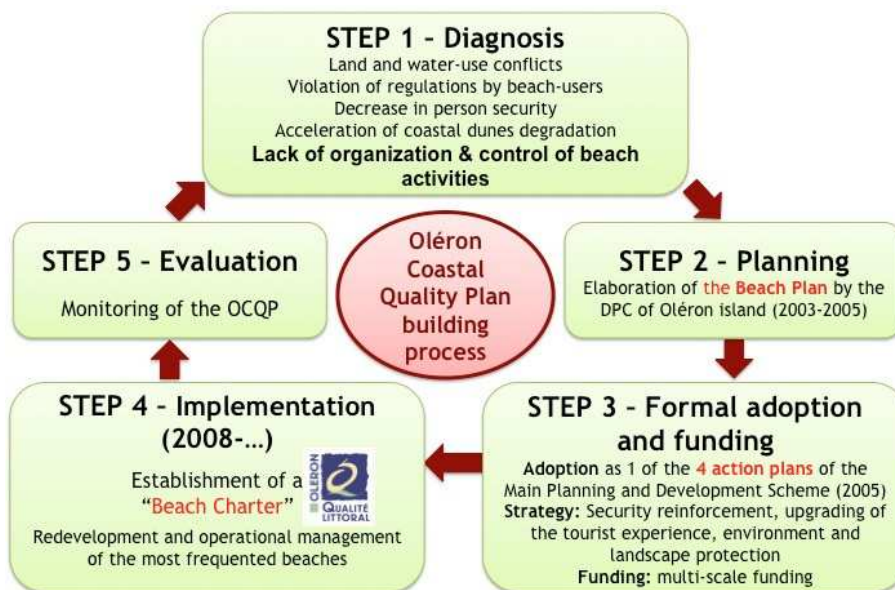 STEP 1 - Diagnosis
Land and water-use conflicts
Violation of regulations by beach-users
Decrease in person security
Acceleration of coastal dunes degradation
Lack of organization & control of beach
activities
Oléron
Coastal
Quality Plan
building
process
STEP 2 - Planning
Elaboration of the Beach Plan by the
DPC of Oléron island (2003-2005)
STEP 3 - Formal adoption
and funding
Adoption as 1 of the 4 action plans of the
Main Planning and Development Scheme (2005)
Strategy: Security reinforcement, upgrading of
the tourist experience, environment and
landscape protection
Funding: multi-scale funding
STEP 4 - Implementation
(2008-...)
Establishment of a
“Beach Charter”
OLERON
QUALITÉ
LITTORAL
Redevelopment and operational management
of the most frequented beaches
STEP 5 - Evaluation
Monitoring of the OCQP